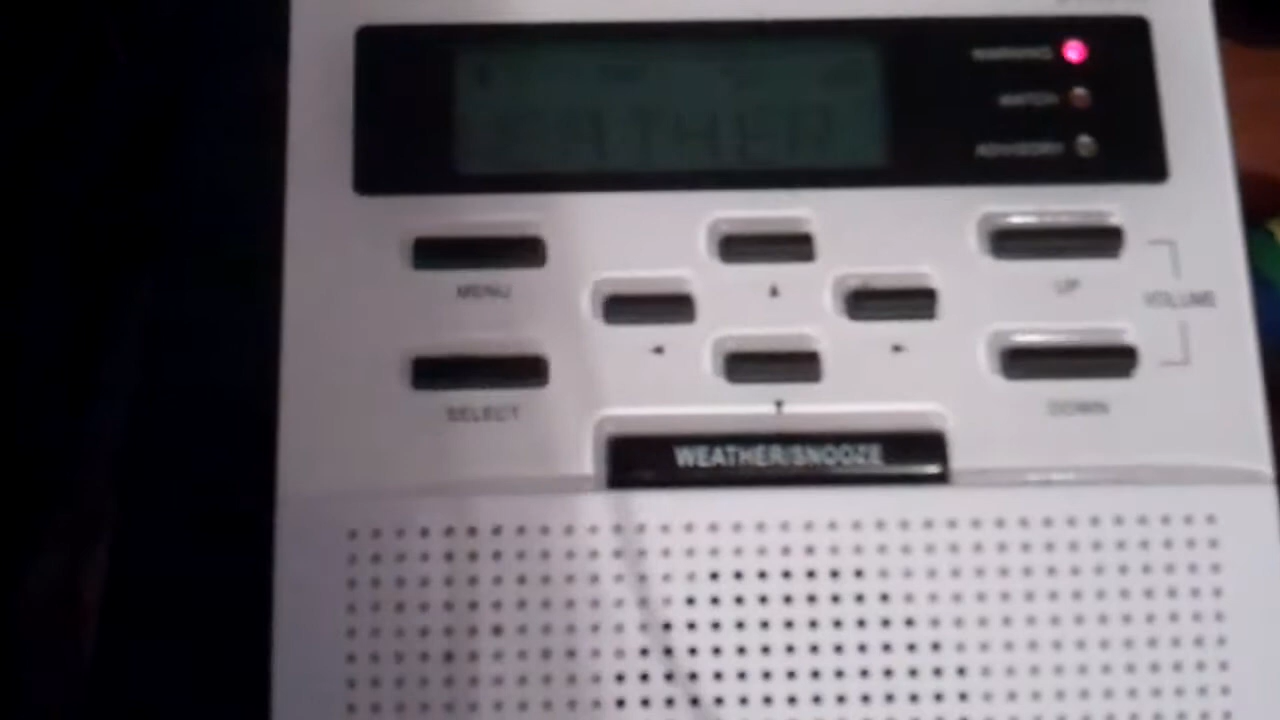 WARNING
WATCH
ADVISORY
MENU
UP
VOLUME
SELECT
DOWN
WEATHER/SNOOZE